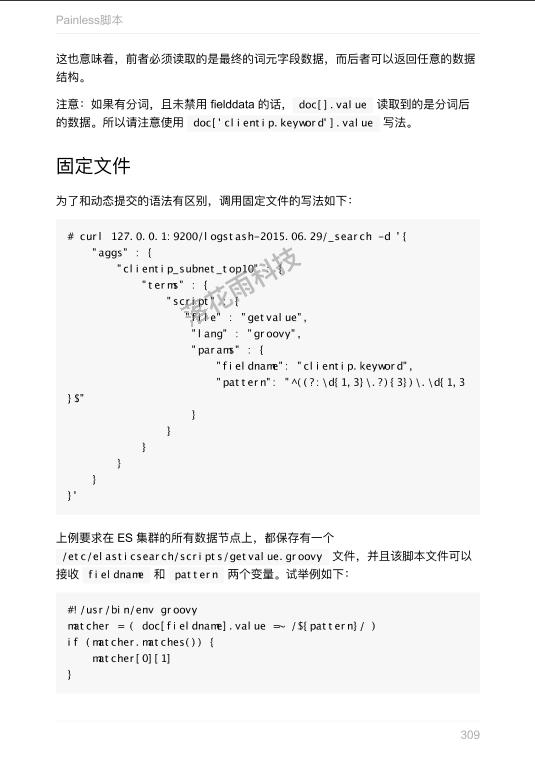 Painless脚本
这也意味着，前者必须读取的是最终的词元字段数据，而后者可以返回任意的数据
结构。
注意：如果有分词，且未禁用 fielddata 的话， doc[].value 读取到的是分词后
的数据。所以请注意使用 doc['clientip.keyword'].value 写法。
固定文件
为了和动态提交的语法有区别，调用固定文件的写法如下：
# curl 127.0.0.1:9200/logstash-2015.06.29/_search -d '{
"aggs" : {
"clientip_subnet_top10" : {
"terms" : {
"script" : {
"file" : "getvalue",
"lang" : "groovy",
"params" : {
"fieldname": "clientip.keyword",
"pattern": "^((?:\d{1,3}\.?){3})\.\d{1,3
}$"
}
}
}
}
}
}'
落花雨科技
上例要求在 ES 集群的所有数据节点上，都保存有一个
/etc/elasticsearch/scripts/getvalue.groovy 文件，并且该脚本文件可以
接收 fieldname 和 pattern 两个变量。试举例如下：
#!/usr/bin/env groovy
matcher = ( doc[fieldname].value =~ /${pattern}/ )
if (matcher.matches()) {
matcher[0][1]
}
309